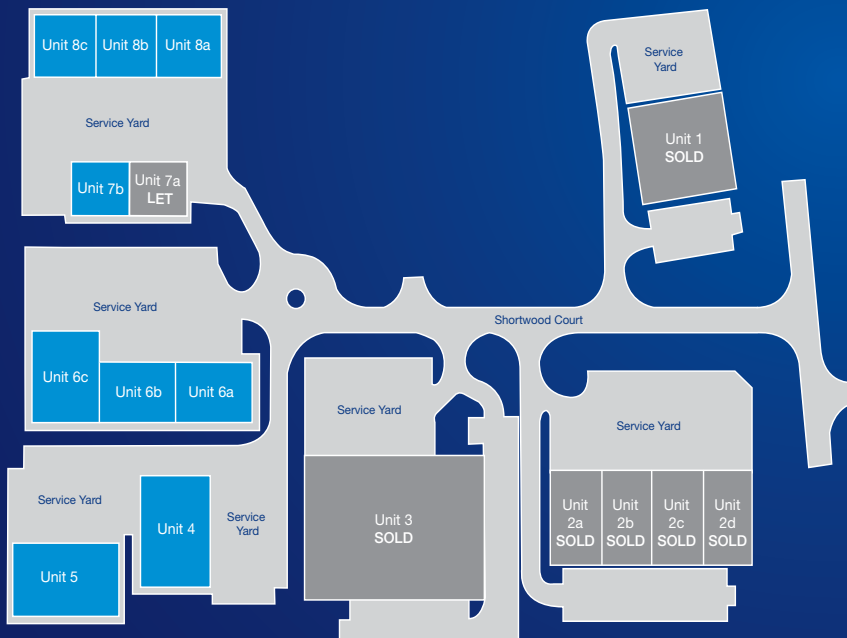 Unit 8c
Unit 8b
Unit 8a
Service Yard
Unit 7b
Unit 7a
LET
Service
Yard
Unit 1
SOLD
Service Yard
Unit 6c
Unit 6b
Unit 6a
Shortwood Court
Service Yard
Unit 5
Unit 4
Service
Yard
Service Yard
Unit 3
SOLD
Service Yard
Unit
2a
SOLD
Unit
2b
SOLD
Unit
2c
SOLD
Unit
2d
SOLD